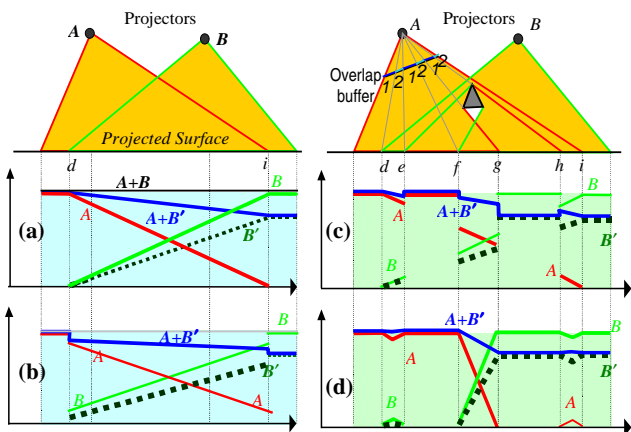 Projectors
A
B
Projected Surface
d
i
A+B
B
A
A+B′
B′
(a)
A+B′
B
A
B′
B
A
(b)
Projectors
A
B
Overlap
buffer
1 2 1 2 1 2
d
e
f
g
h
i
B
A
A+B′
B′
B
A
(c)
A+B′
B
A
B′
B
A
(d)